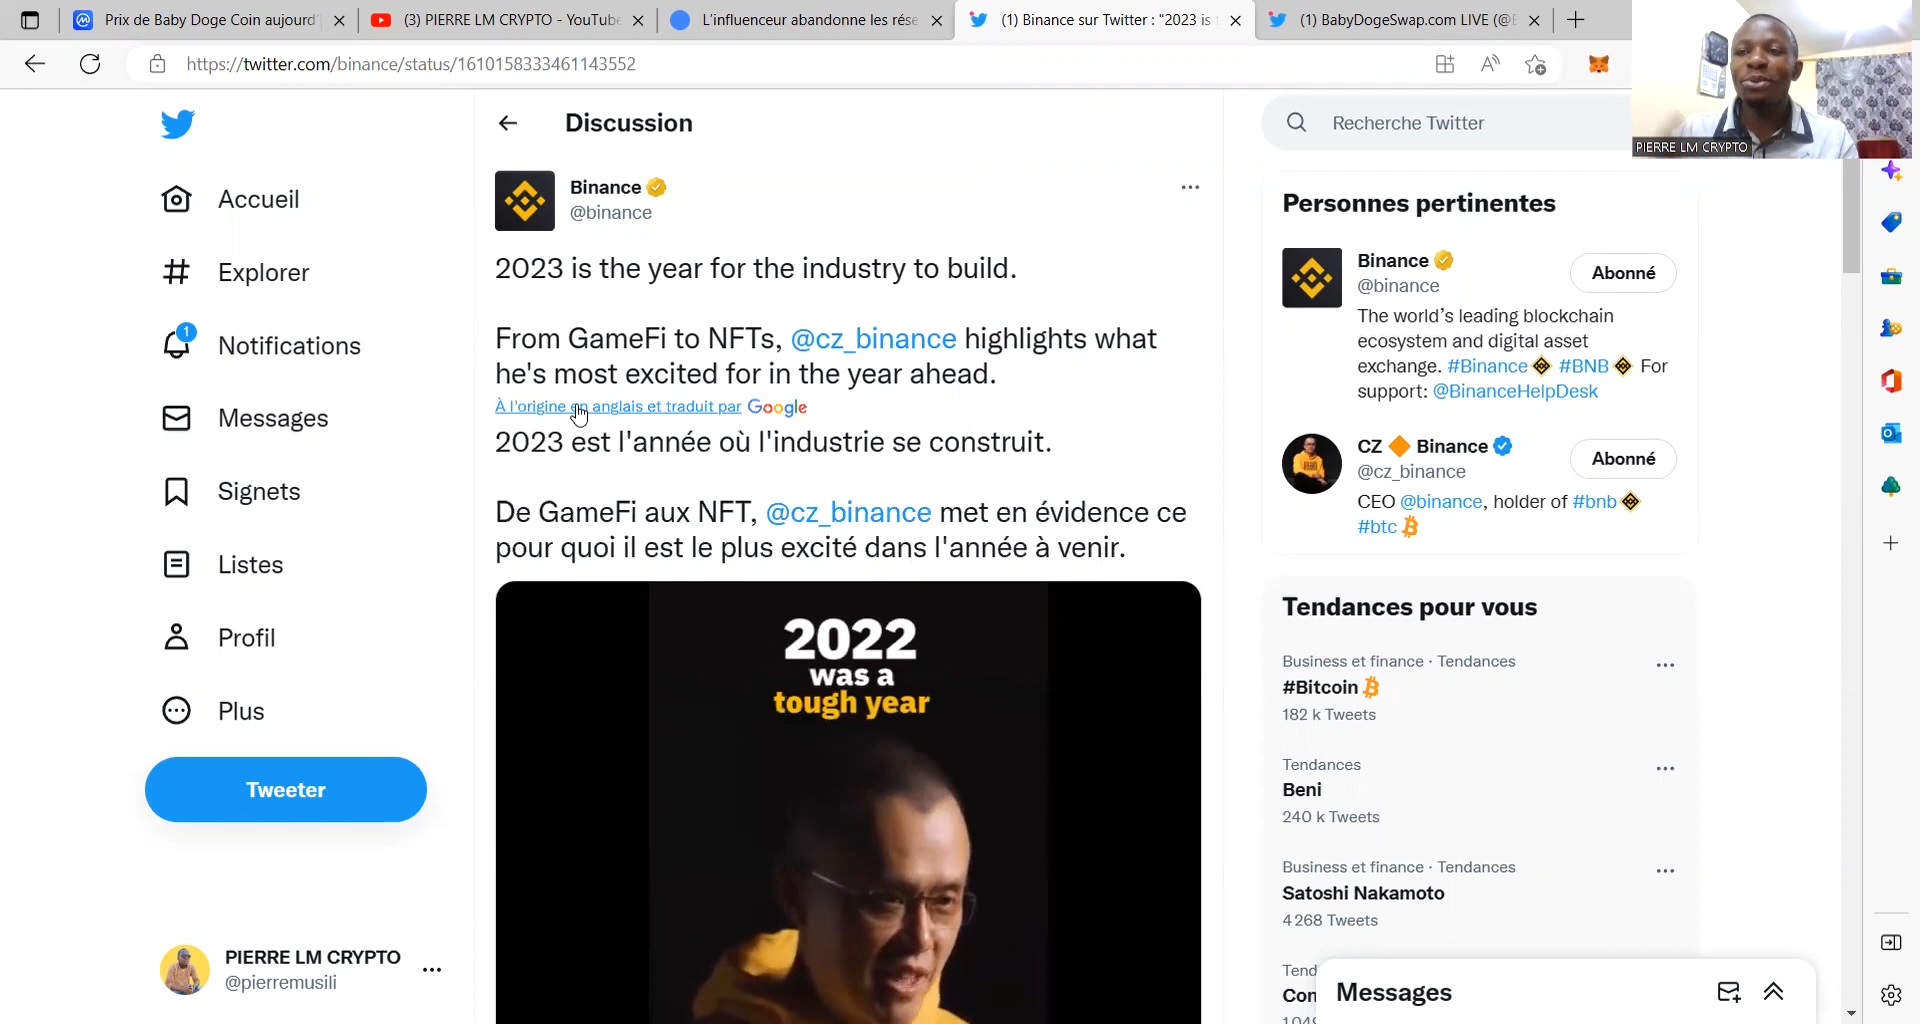 Prix de Baby Doge Coin aujourd'
(3) PIERRE LM CRYPTO - YouTube
L'influenceur abandonne les rése
(1) Binance sur Twitter : "2023 is
(1) BabyDogeSwap.com LIVE (@
https://twitter.com/binance/status/1610158333461143552
PIERRE LM CRYPTO
Accueil
Explorer
1
Notifications
Messages
Signets
Listes
Profil
Plus
Tweeter
PIERRE LM CRYPTO
@pierremusili
Discussion
Binance
@binance
2023 is the year for the industry to build.
From GameFi to NFTs, @cz_binance highlights what
he's most excited for in the year ahead.
À l'origine en anglais et traduit par Google
2023 est l'année où l'industrie se construit.
De GameFi aux NFT, @cz_binance met en évidence ce
pour quoi il est le plus excité dans l'année à venir.
2022
was a
tough year
Recherche Twitter
Personnes pertinentes
Binance
@binance
Abonné
The world's leading blockchain
ecosystem and digital asset
exchange. #Binance #BNB For
support: @BinanceHelpDesk
CZ Binance
@cz_binance
Abonné
CEO @binance, holder of #bnb
#btc
Tendances pour vous
Business et finance · Tendances
#Bitcoin
182 k Tweets
Tendances
Beni
240 k Tweets
Business et finance · Tendances
Satoshi Nakamoto
4 268 Tweets
Tend
Con
Messages